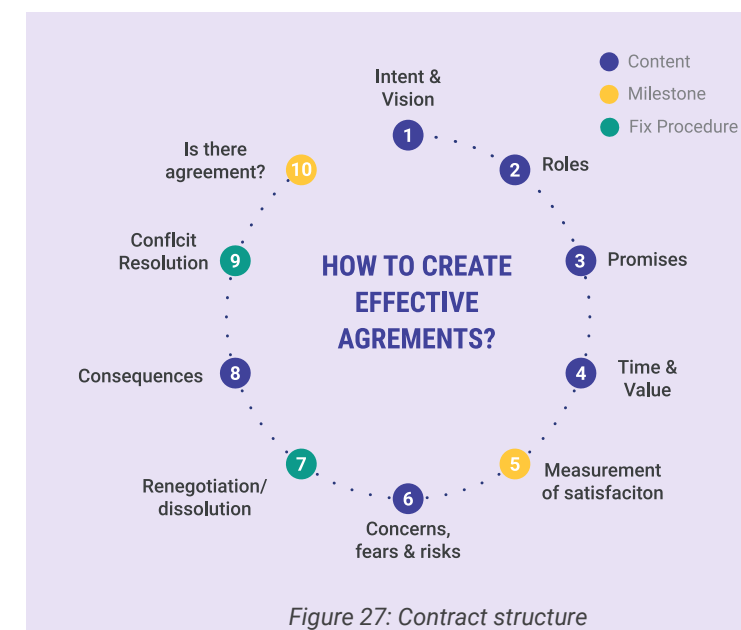 Content
Milestone
Fix Procedure
HOW TO CREATE
EFFECTIVE
AGREMENTS?
1
Intent &
Vision
2
Roles
3
Promises
4
Time &
Value
5
Measurement
of satisfaciton
6
Concerns,
fears & risks
7
Renegotiation/
dissolution
8
Consequences
9
Conflcit
Resolution
10
Is there
agreement?
Figure 27: Contract structure